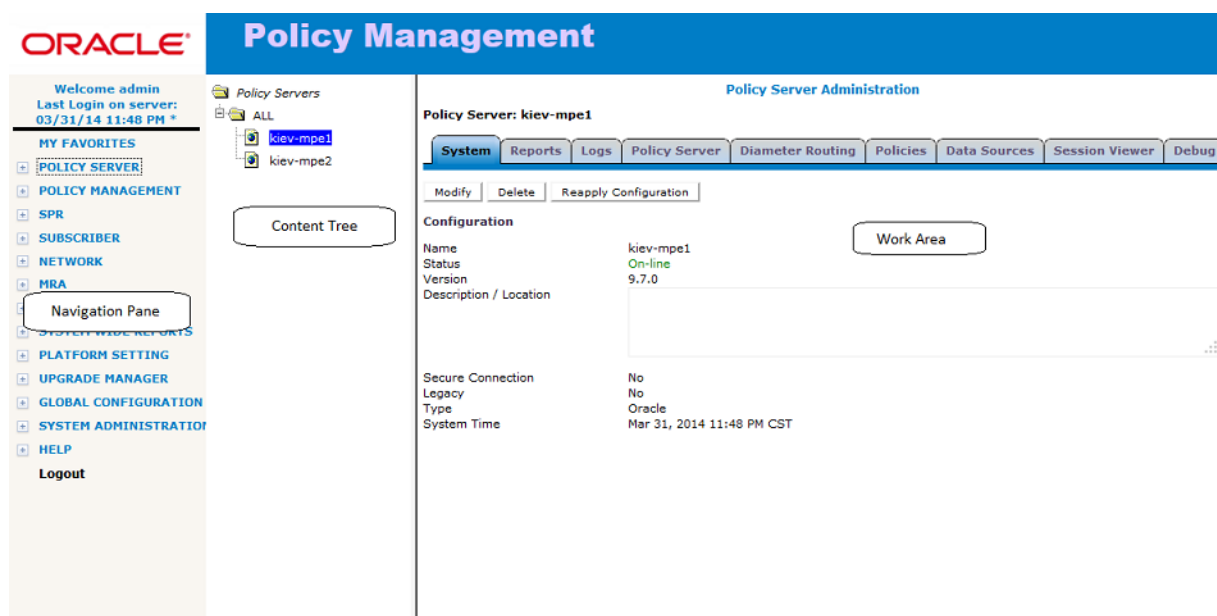 ORACLE®
Policy Management
Welcome admin
Last Login on server:
03/31/14 11:48 PM *
MY FAVORITES
POLICY SERVER
POLICY MANAGEMENT
SPR
SUBSCRIBER
NETWORK
MRA
Navigation Pane
SYSTEM WIDE REPORTS
PLATFORM SETTING
UPGRADE MANAGER
GLOBAL CONFIGURATION
SYSTEM ADMINISTRATION
HELP
Logout
Policy Servers
ALL
kiev-mpe1
kiev-mpe2
Content Tree
Policy Server Administration
Policy Server: kiev-mpe1
System Reports Logs Policy Server Diameter Routing Policies Data Sources Session Viewer Debug
Modify Delete Reapply Configuration
Configuration
Work Area
Name kiev-mpe1
Status On-line
Version 9.7.0
Description / Location
Secure Connection No
Legacy No
Type Oracle
System Time Mar 31, 2014 11:48 PM CST